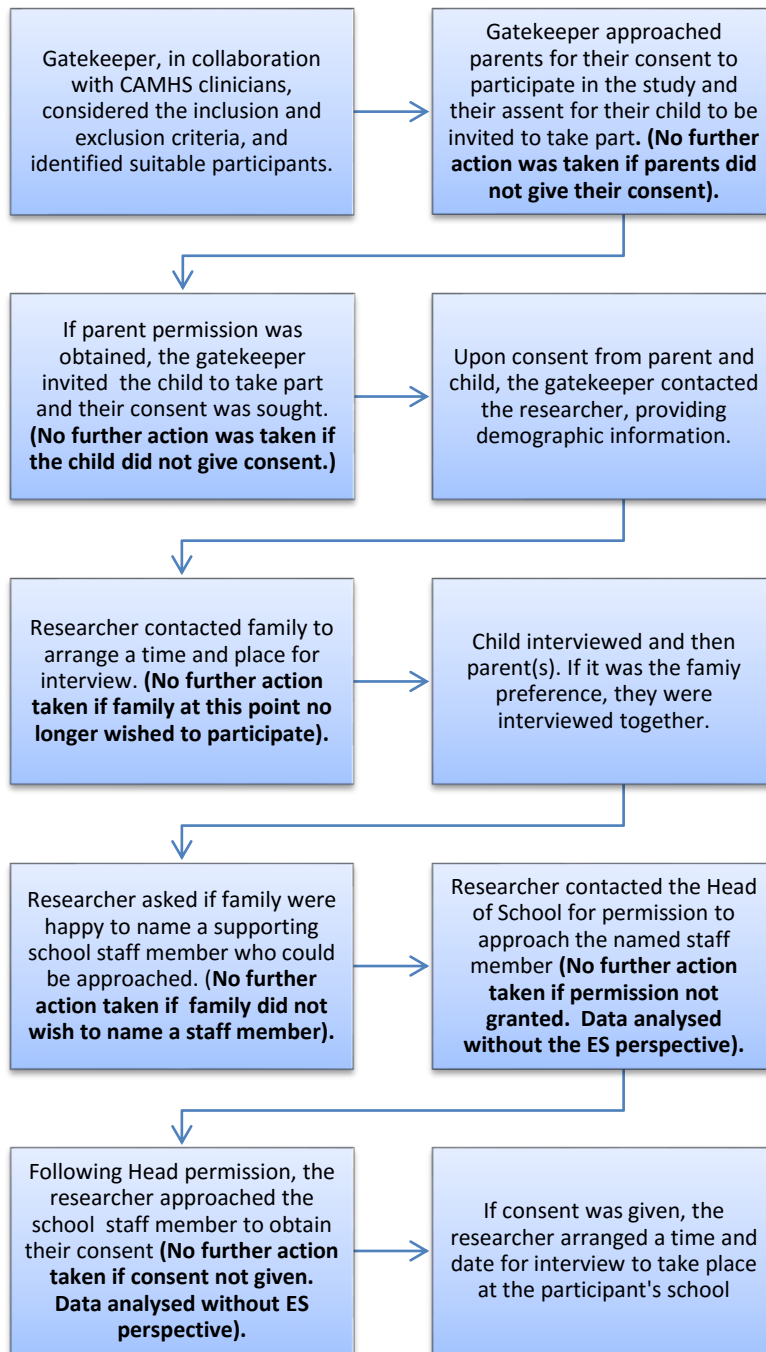 Gatekeeper, in collaboration
with CAMHS clinicians,
considered the inclusion and
exclusion criteria, and
identified suitable participants.
Gatekeeper approached
parents for their consent to
participate in the study and
their assent for their child to be
invited to take part. (No further
action was taken if parents did
not give their consent).
If parent permission was
obtained, the gatekeeper
invited the child to take part
and their consent was sought.
(No further action was taken if
the child did not give consent.)
Upon consent from parent and
child, the gatekeeper contacted
the researcher, providing
demographic information.
Researcher contacted family to
arrange a time and place for
interview. (No further action
taken if family at this point no
longer wished to participate).
Child interviewed and then
parent(s). If it was the famiy
preference, they were
interviewed together.
Researcher asked if family were
happy to name a supporting
school staff member who could
be approached. (No further
action taken if family did not
wish to name a staff member).
Researcher contacted the Head
of School for permission to
approach the named staff
member (No further action
taken if permission not
granted. Data analysed
without the ES perspective).
Following Head permission, the
researcher approached the
school staff member to obtain
their consent (No further action
taken if consent not given.
Data analysed without ES
perspective).
If consent was given, the
researcher arranged a time and
date for interview to take place
at the participant's school